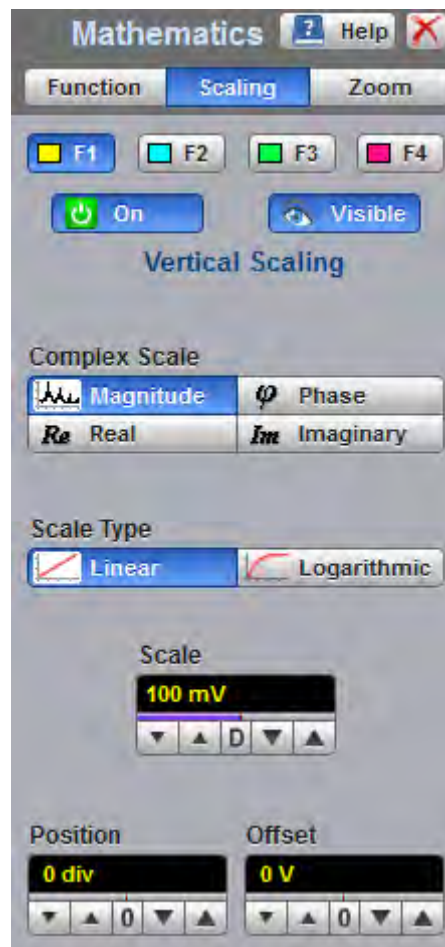 Mathematics ? Help
Function Scaling Zoom
F1 F2 F3 F4
On Visible
Vertical Scaling
Complex Scale
Magnitude φ Phase
Re Real Im Imaginary
Scale Type
Linear Logarithmic
Scale
100 mV
D
Position Offset
0 div 0 V
0 0